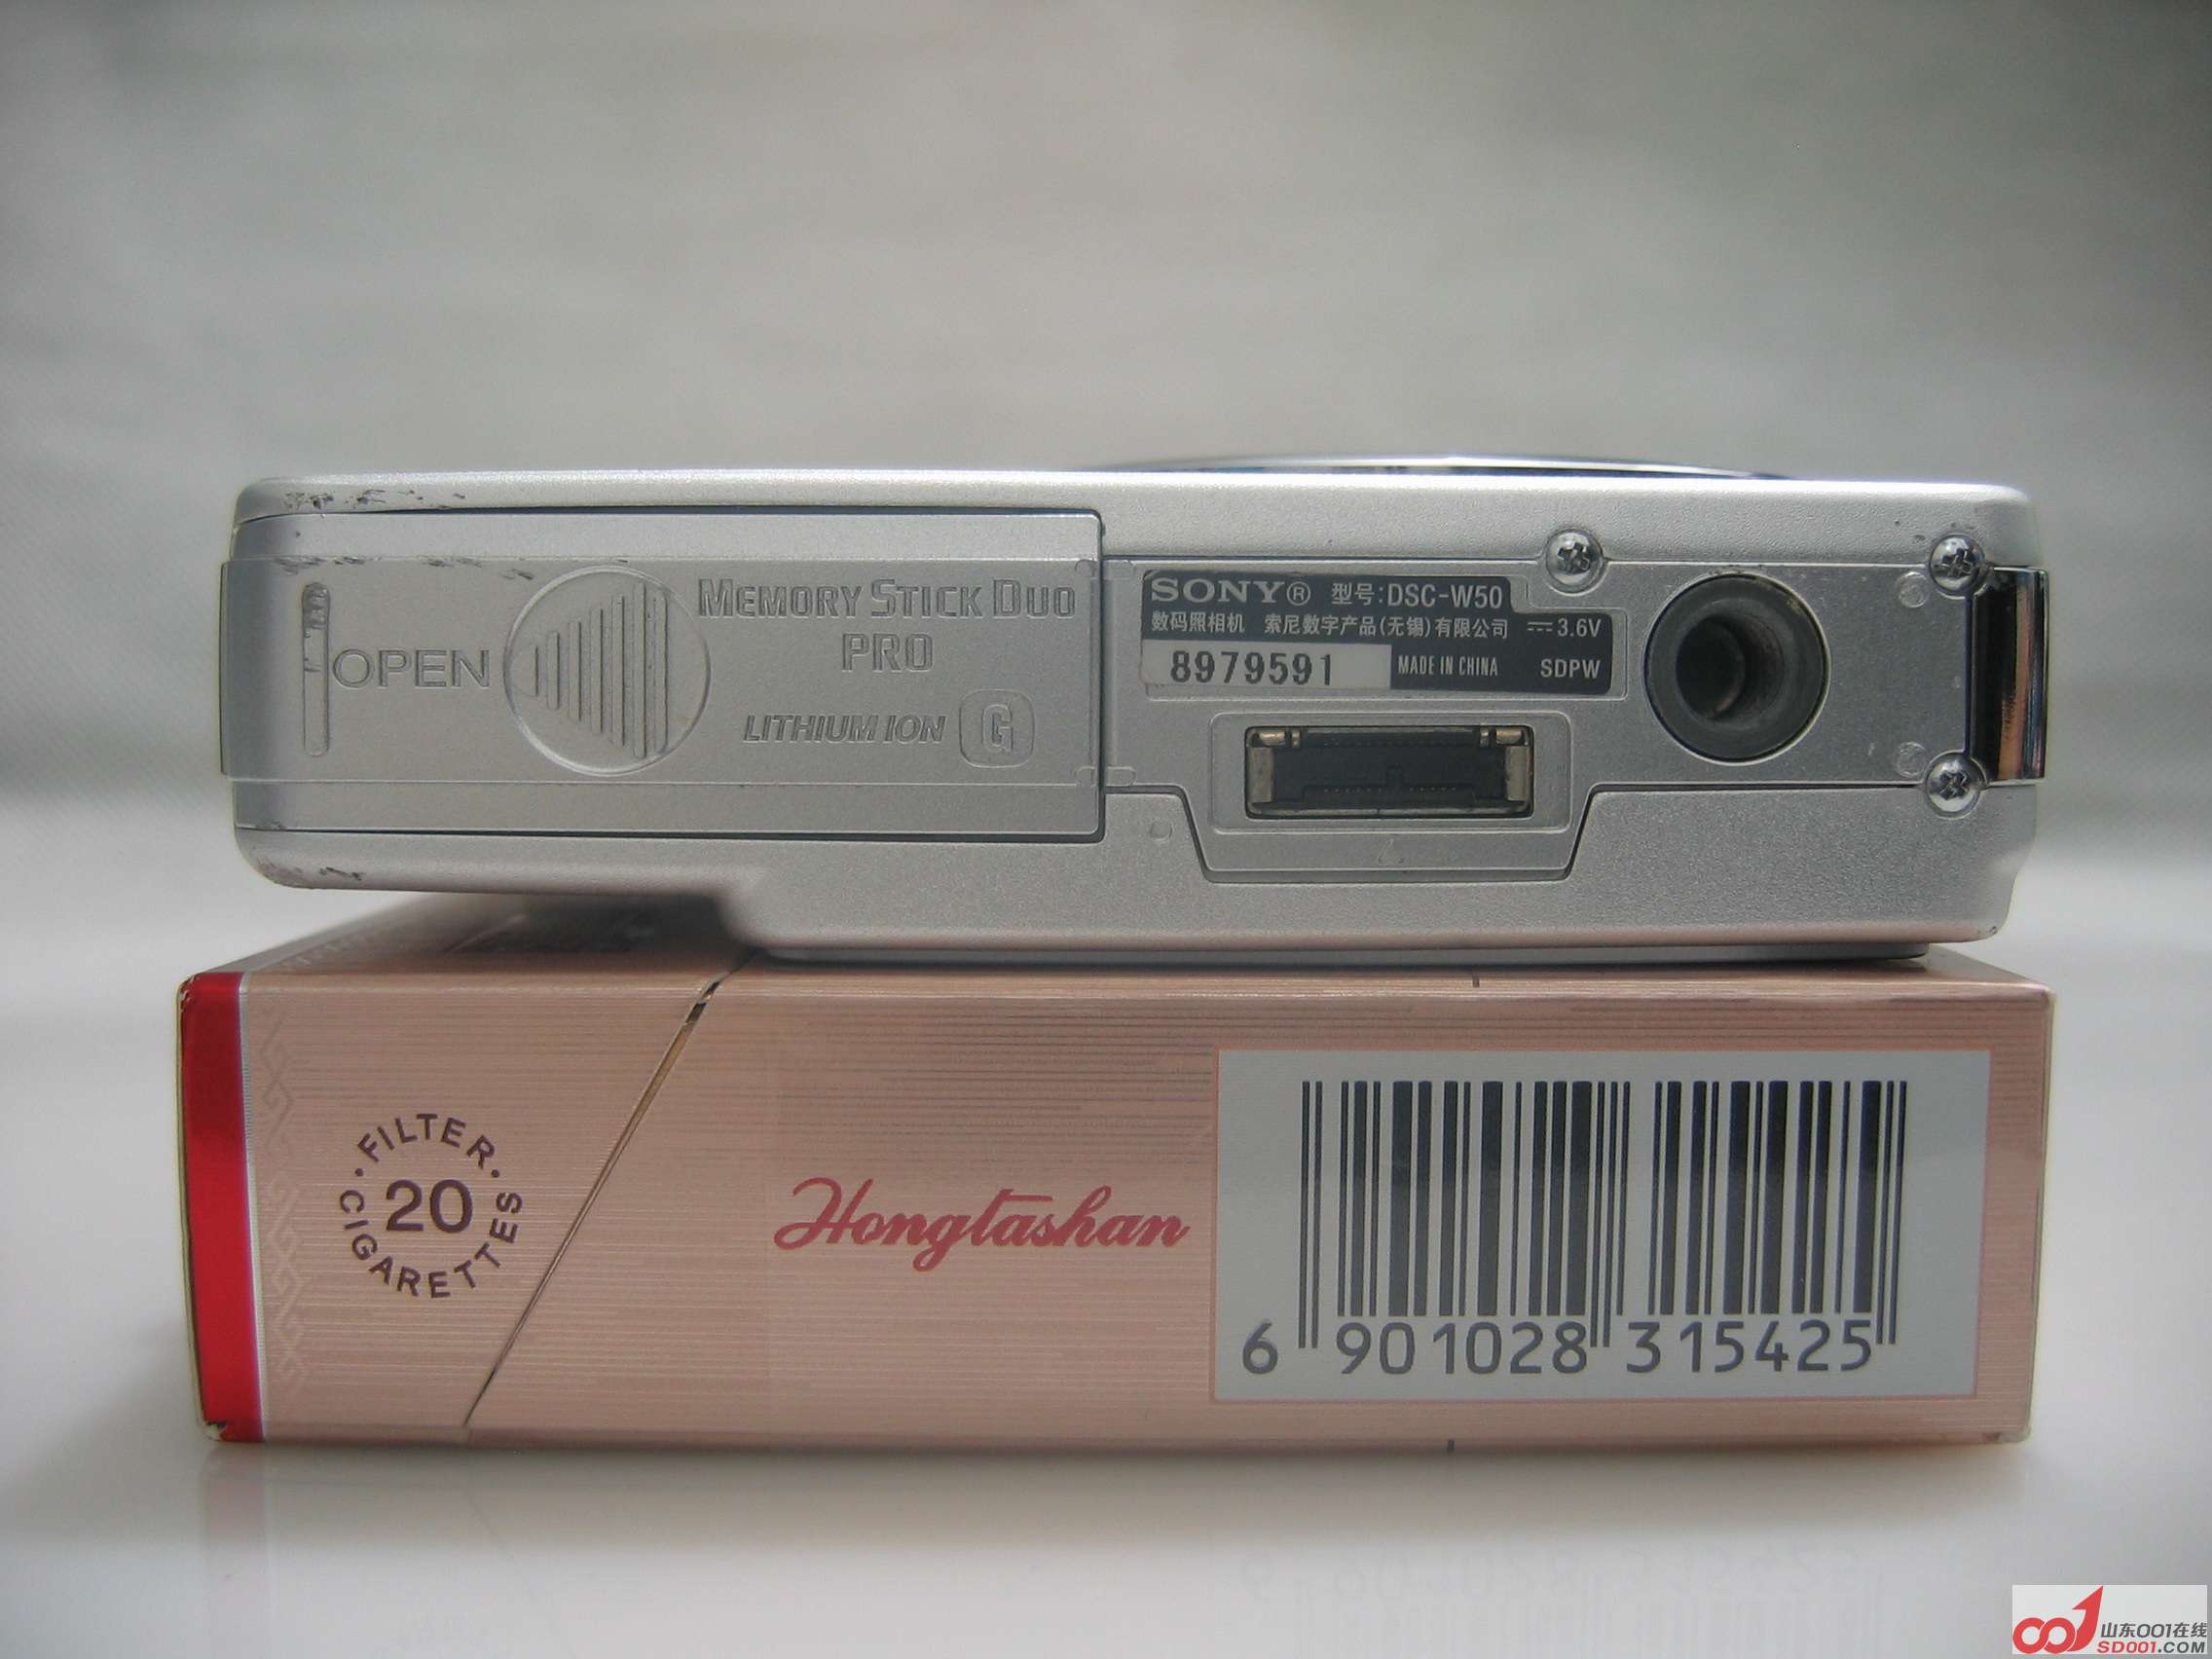 MEMORY STICK DUO
PRO
OPEN
LITHIUM ION G
SONY® 型号:DSC-W50
数码照相机 索尼数字产品(无锡)有限公司 3.6V
8979591 MADE IN CHINA SDPW
FILTER
20
CIGARETTES
Hongtashan
6 901028 315425
山东001在线
SD001.COM